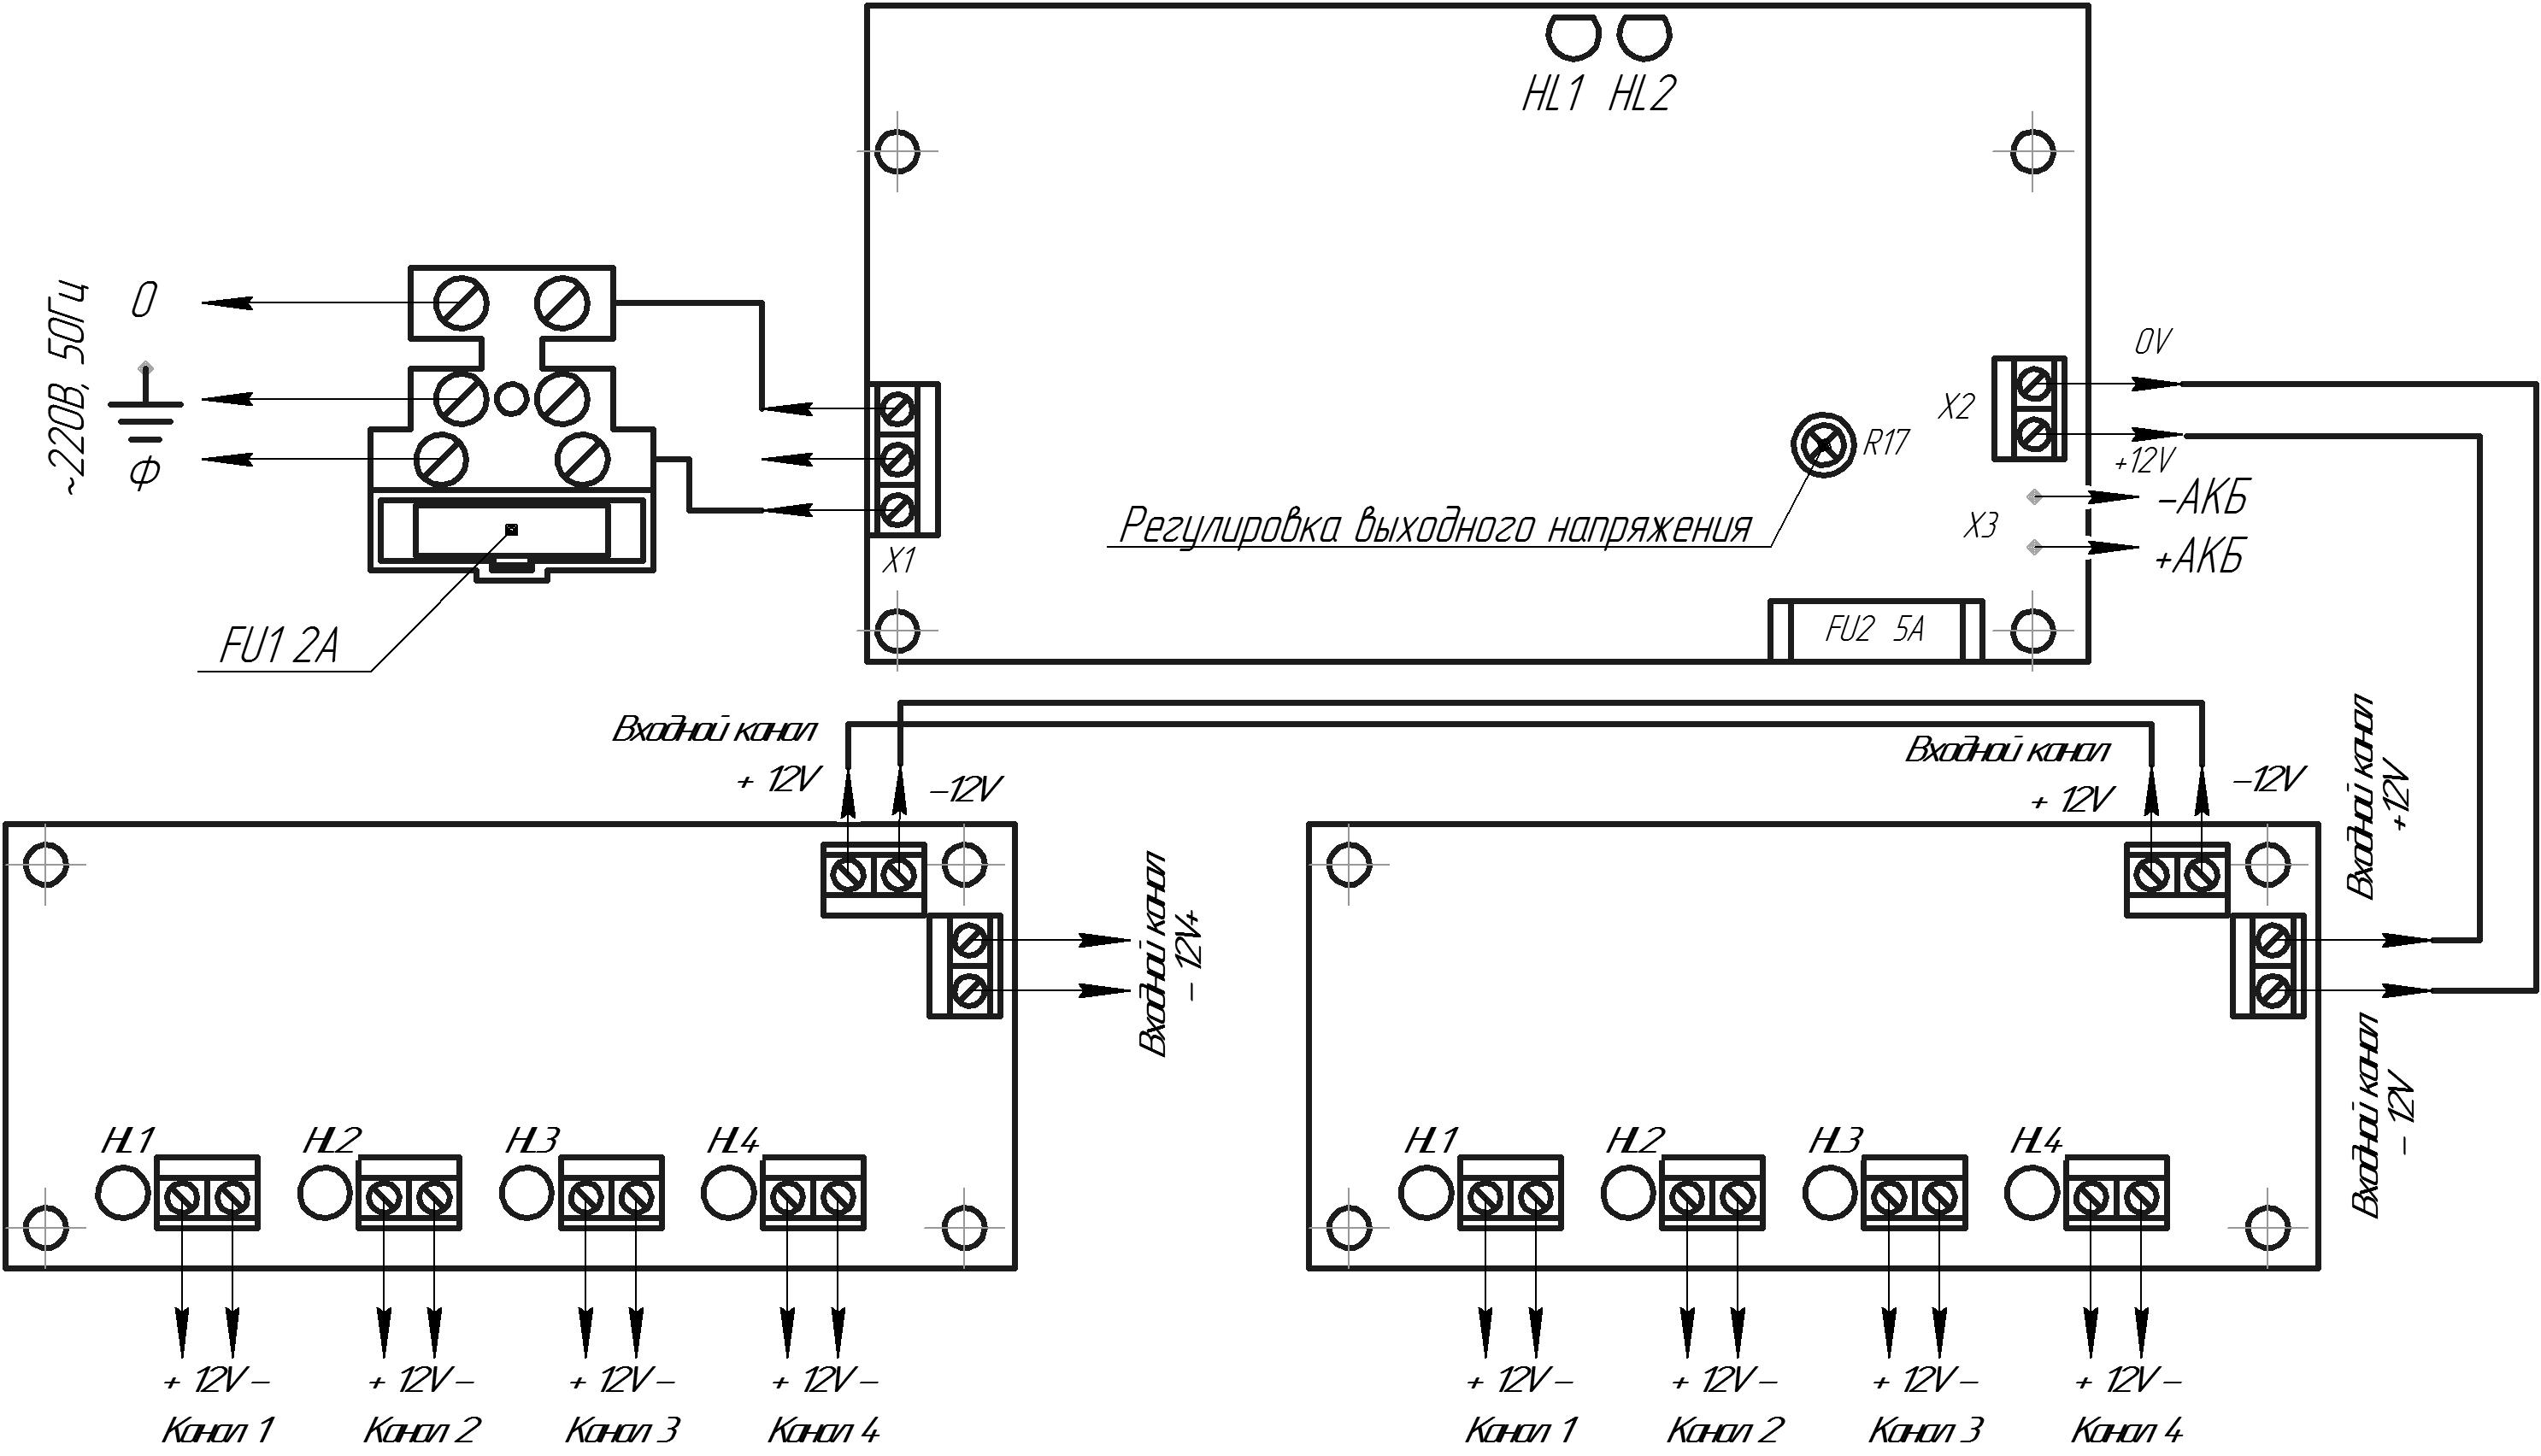 HL1 HL2
~220В, 50Гц
0
Ф
FU1 2A
X1
R17
Регулировка выходного напряжения
X2
0V
+12V
X3
-АКБ
+АКБ
FU2 5A
Входной канал
+ 12V
-12V
Входной канал
+ 12V
-12V
Входной канал
+12V
Входной канал
- 12V
Входной канал
- 12V+
HL1
HL2
HL3
HL4
+ 12V -
+ 12V -
+ 12V -
+ 12V -
Канал 1
Канал 2
Канал 3
Канал 4
HL1
HL2
HL3
HL4
+ 12V -
+ 12V -
+ 12V -
+ 12V -
Канал 1
Канал 2
Канал 3
Канал 4